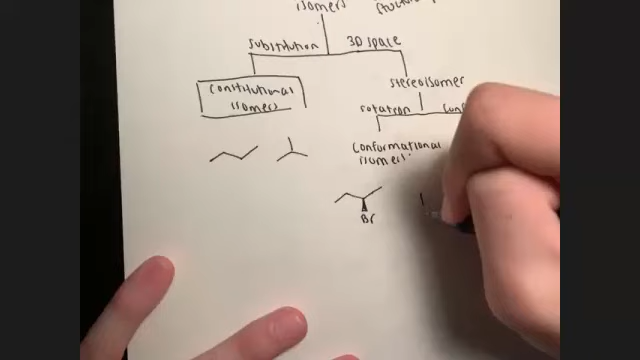 isomers
substitution 3D space
constitutional
isomers
stereoisomer
rotation
conformational
isomers
Br